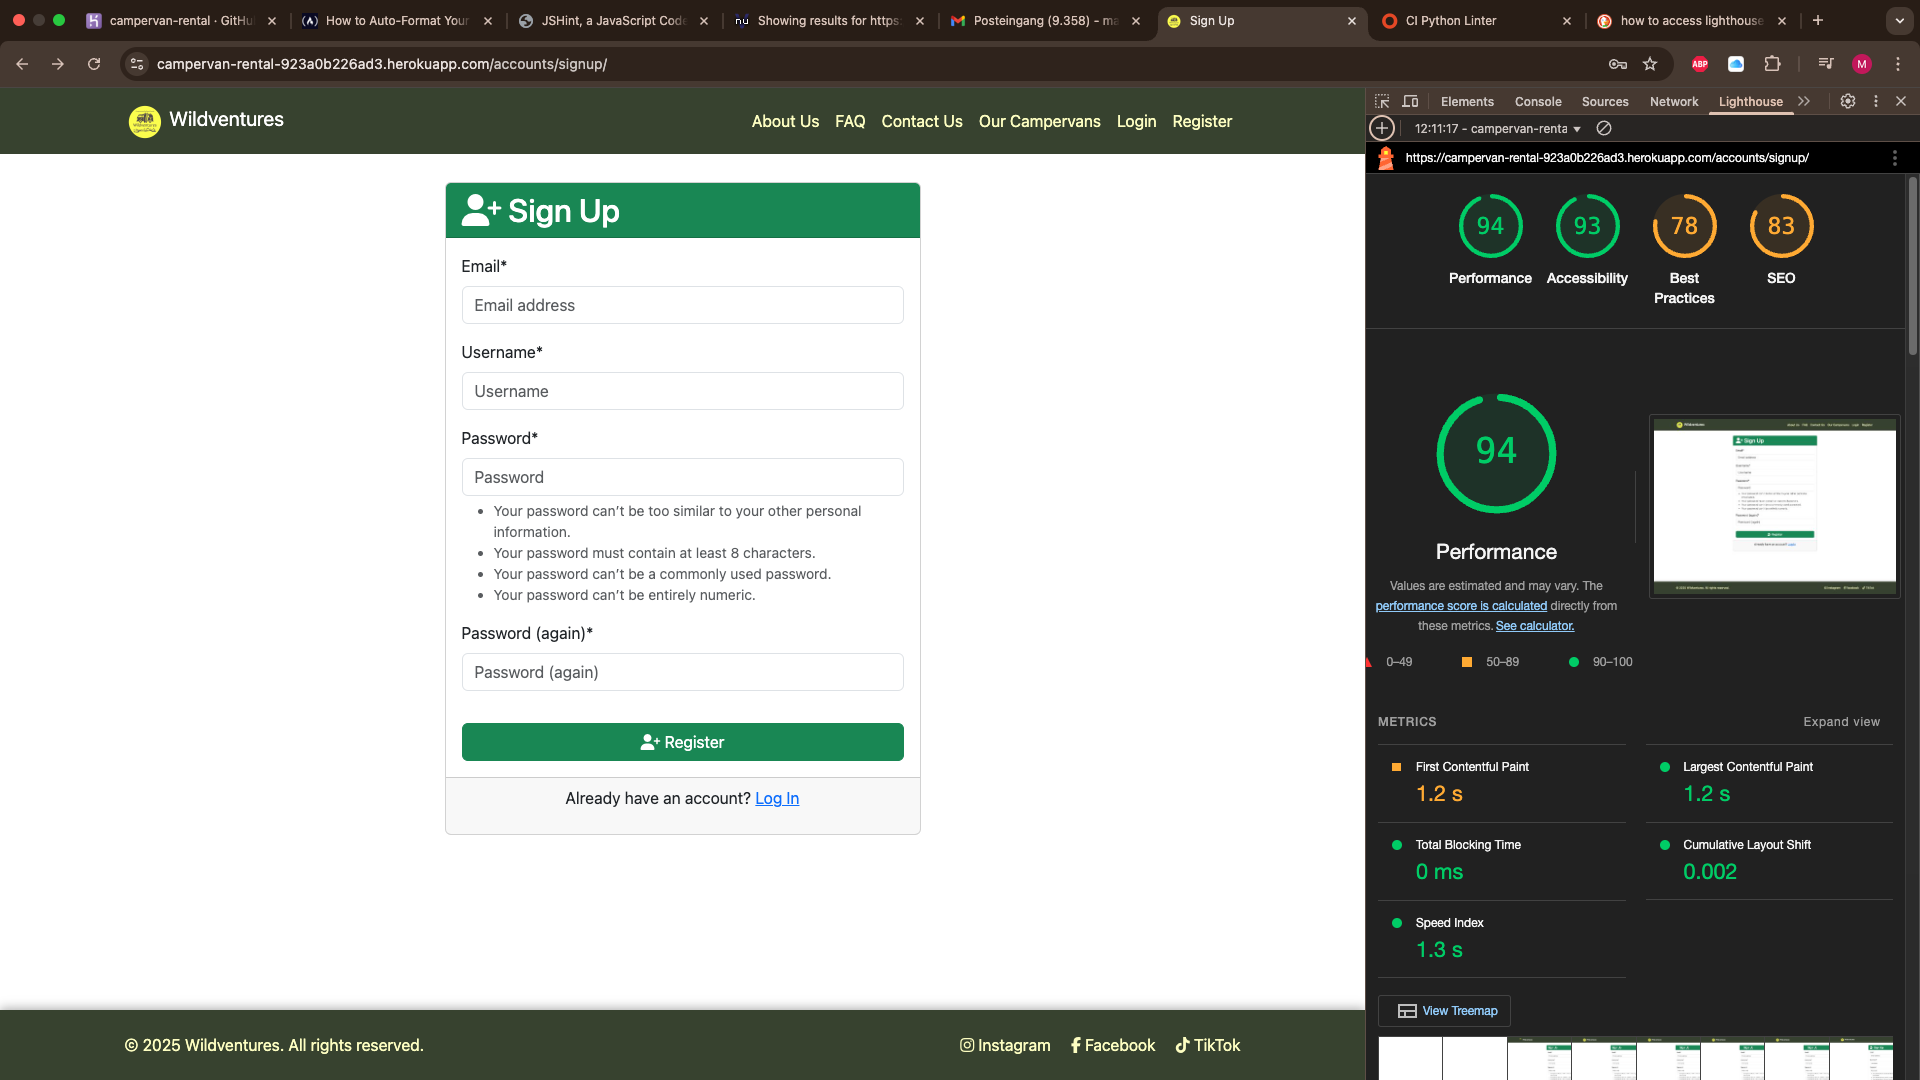 campervan-rental · GitHu
How to Auto-Format Your
JSHint, a JavaScript Code
nu Showing results for https:
Posteingang (9.358) – ma
Sign Up
CI Python Linter
how to access lighthouse
campervan-rental-923a0b226ad3.herokuapp.com/accounts/signup/
ABP
M
Wildventures
About Us FAQ Contact Us Our Campervans Login Register
Sign Up
Email*
Email address
Username*
Username
Password*
Password
Your password can’t be too similar to your other personal
information.
Your password must contain at least 8 characters.
Your password can’t be a commonly used password.
Your password can’t be entirely numeric.
Password (again)*
Password (again)
Register
Already have an account? Log In
© 2025 Wildventures. All rights reserved.
Instagram Facebook TikTok
Elements Console Sources Network Lighthouse
12:11:17 - campervan-renta
https://campervan-rental-923a0b226ad3.herokuapp.com/accounts/signup/
94 93 78 83
Performance Accessibility Best Practices SEO
94
Performance
Values are estimated and may vary. The
performance score is calculated directly from
these metrics. See calculator.
0–49 50–89 90–100
METRICS Expand view
First Contentful Paint
1.2 s
Largest Contentful Paint
1.2 s
Total Blocking Time
0 ms
Cumulative Layout Shift
0.002
Speed Index
1.3 s
View Treemap